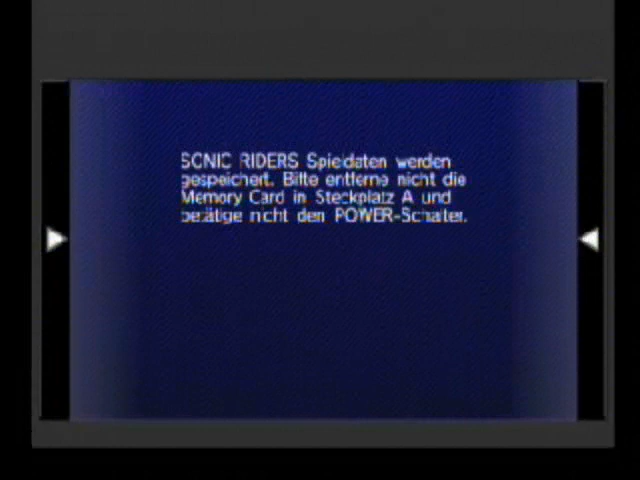 SONIC RIDERS Spieldaten werden
gespeichert. Bitte entferne nicht die
Memory Card in Steckplatz A und
betätige nicht den POWER-Schalter.